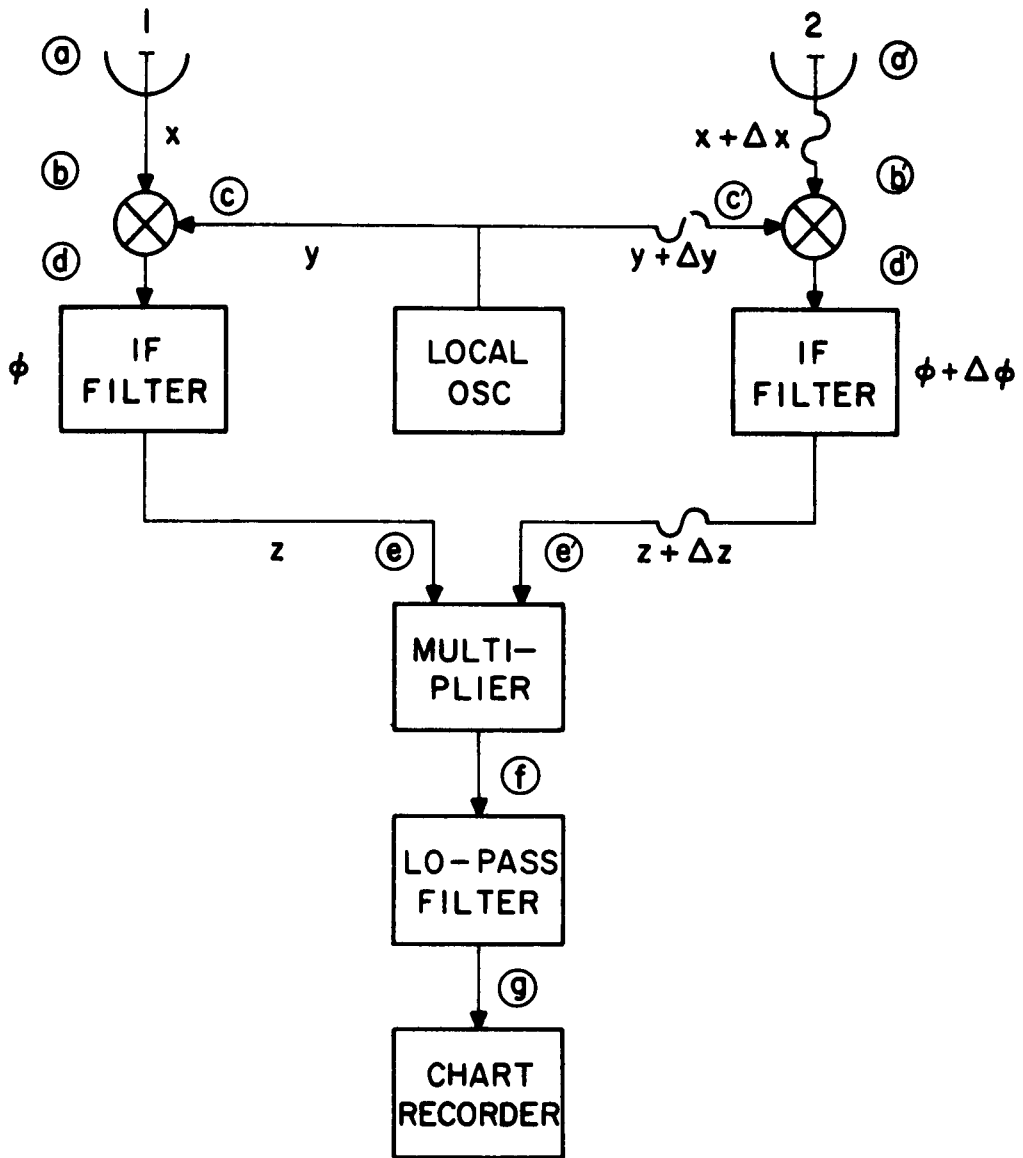 1
2
ⓐ
ⓐ′
x
x + Δx
ⓑ
ⓑ′
ⓒ
ⓒ′
y
y + Δy
ⓓ
ⓓ′
ϕ
IF
FILTER
LOCAL
OSC
IF
FILTER
ϕ + Δϕ
z
ⓔ
ⓔ′
z + Δz
MULTI-
PLIER
ⓕ
LO-PASS
FILTER
ⓖ
CHART
RECORDER